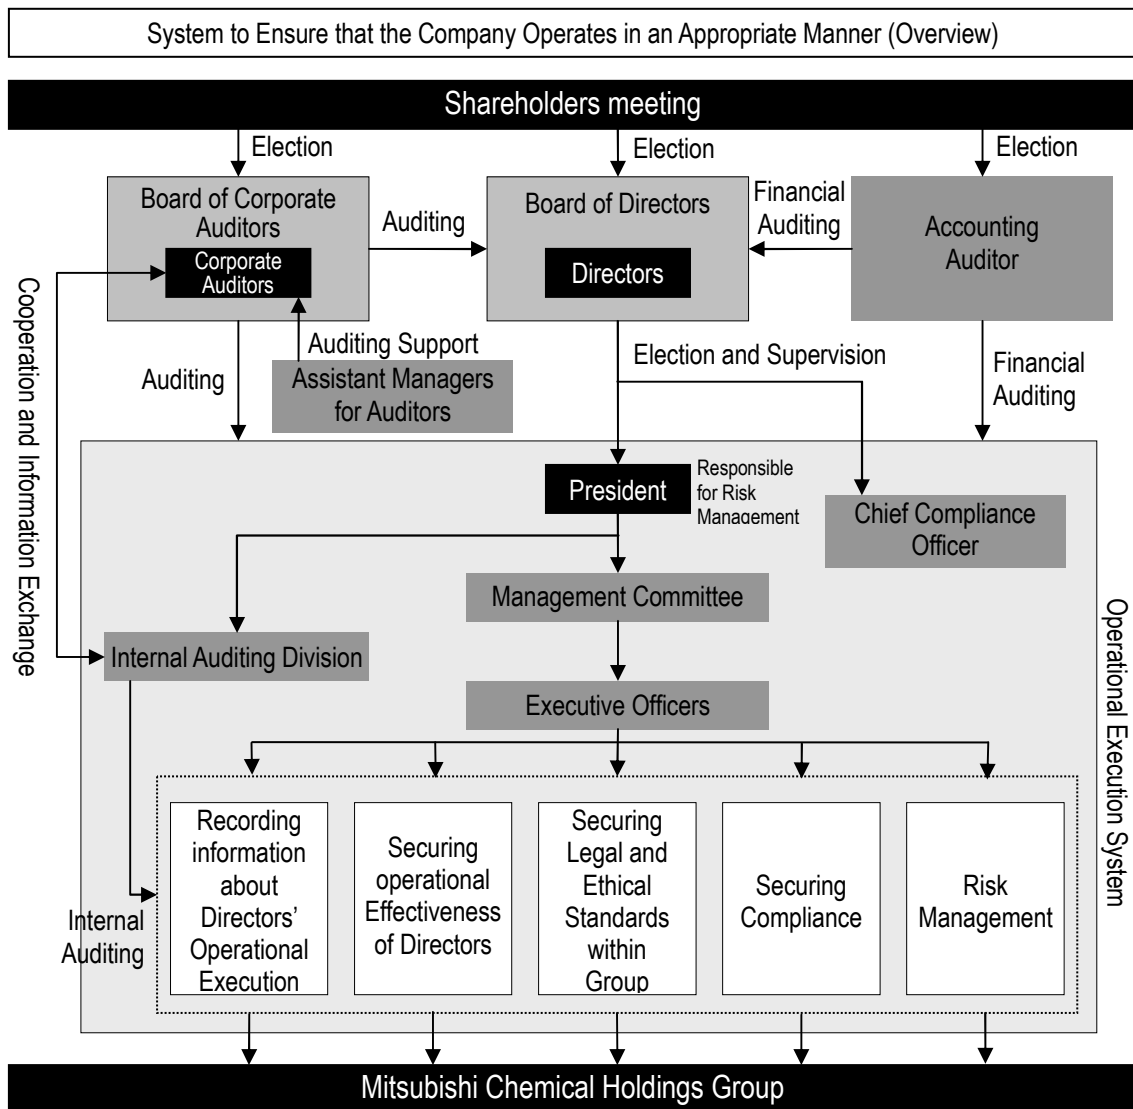 System to Ensure that the Company Operates in an Appropriate Manner (Overview)
Shareholders meeting
Election
Election
Election
Board of Corporate
Auditors
Corporate
Auditors
Auditing
Board of Directors
Directors
Financial
Auditing
Accounting
Auditor
Cooperation and Information Exchange
Auditing
Auditing Support
Assistant Managers
for Auditors
Election and Supervision
Financial
Auditing
President
Responsible
for Risk
Management
Chief Compliance
Officer
Management Committee
Internal Auditing Division
Executive Officers
Operational Execution System
Internal
Auditing
Recording
information
about
Directors’
Operational
Execution
Securing
operational
Effectiveness
of Directors
Securing
Legal and
Ethical
Standards
within
Group
Securing
Compliance
Risk
Management
Mitsubishi Chemical Holdings Group